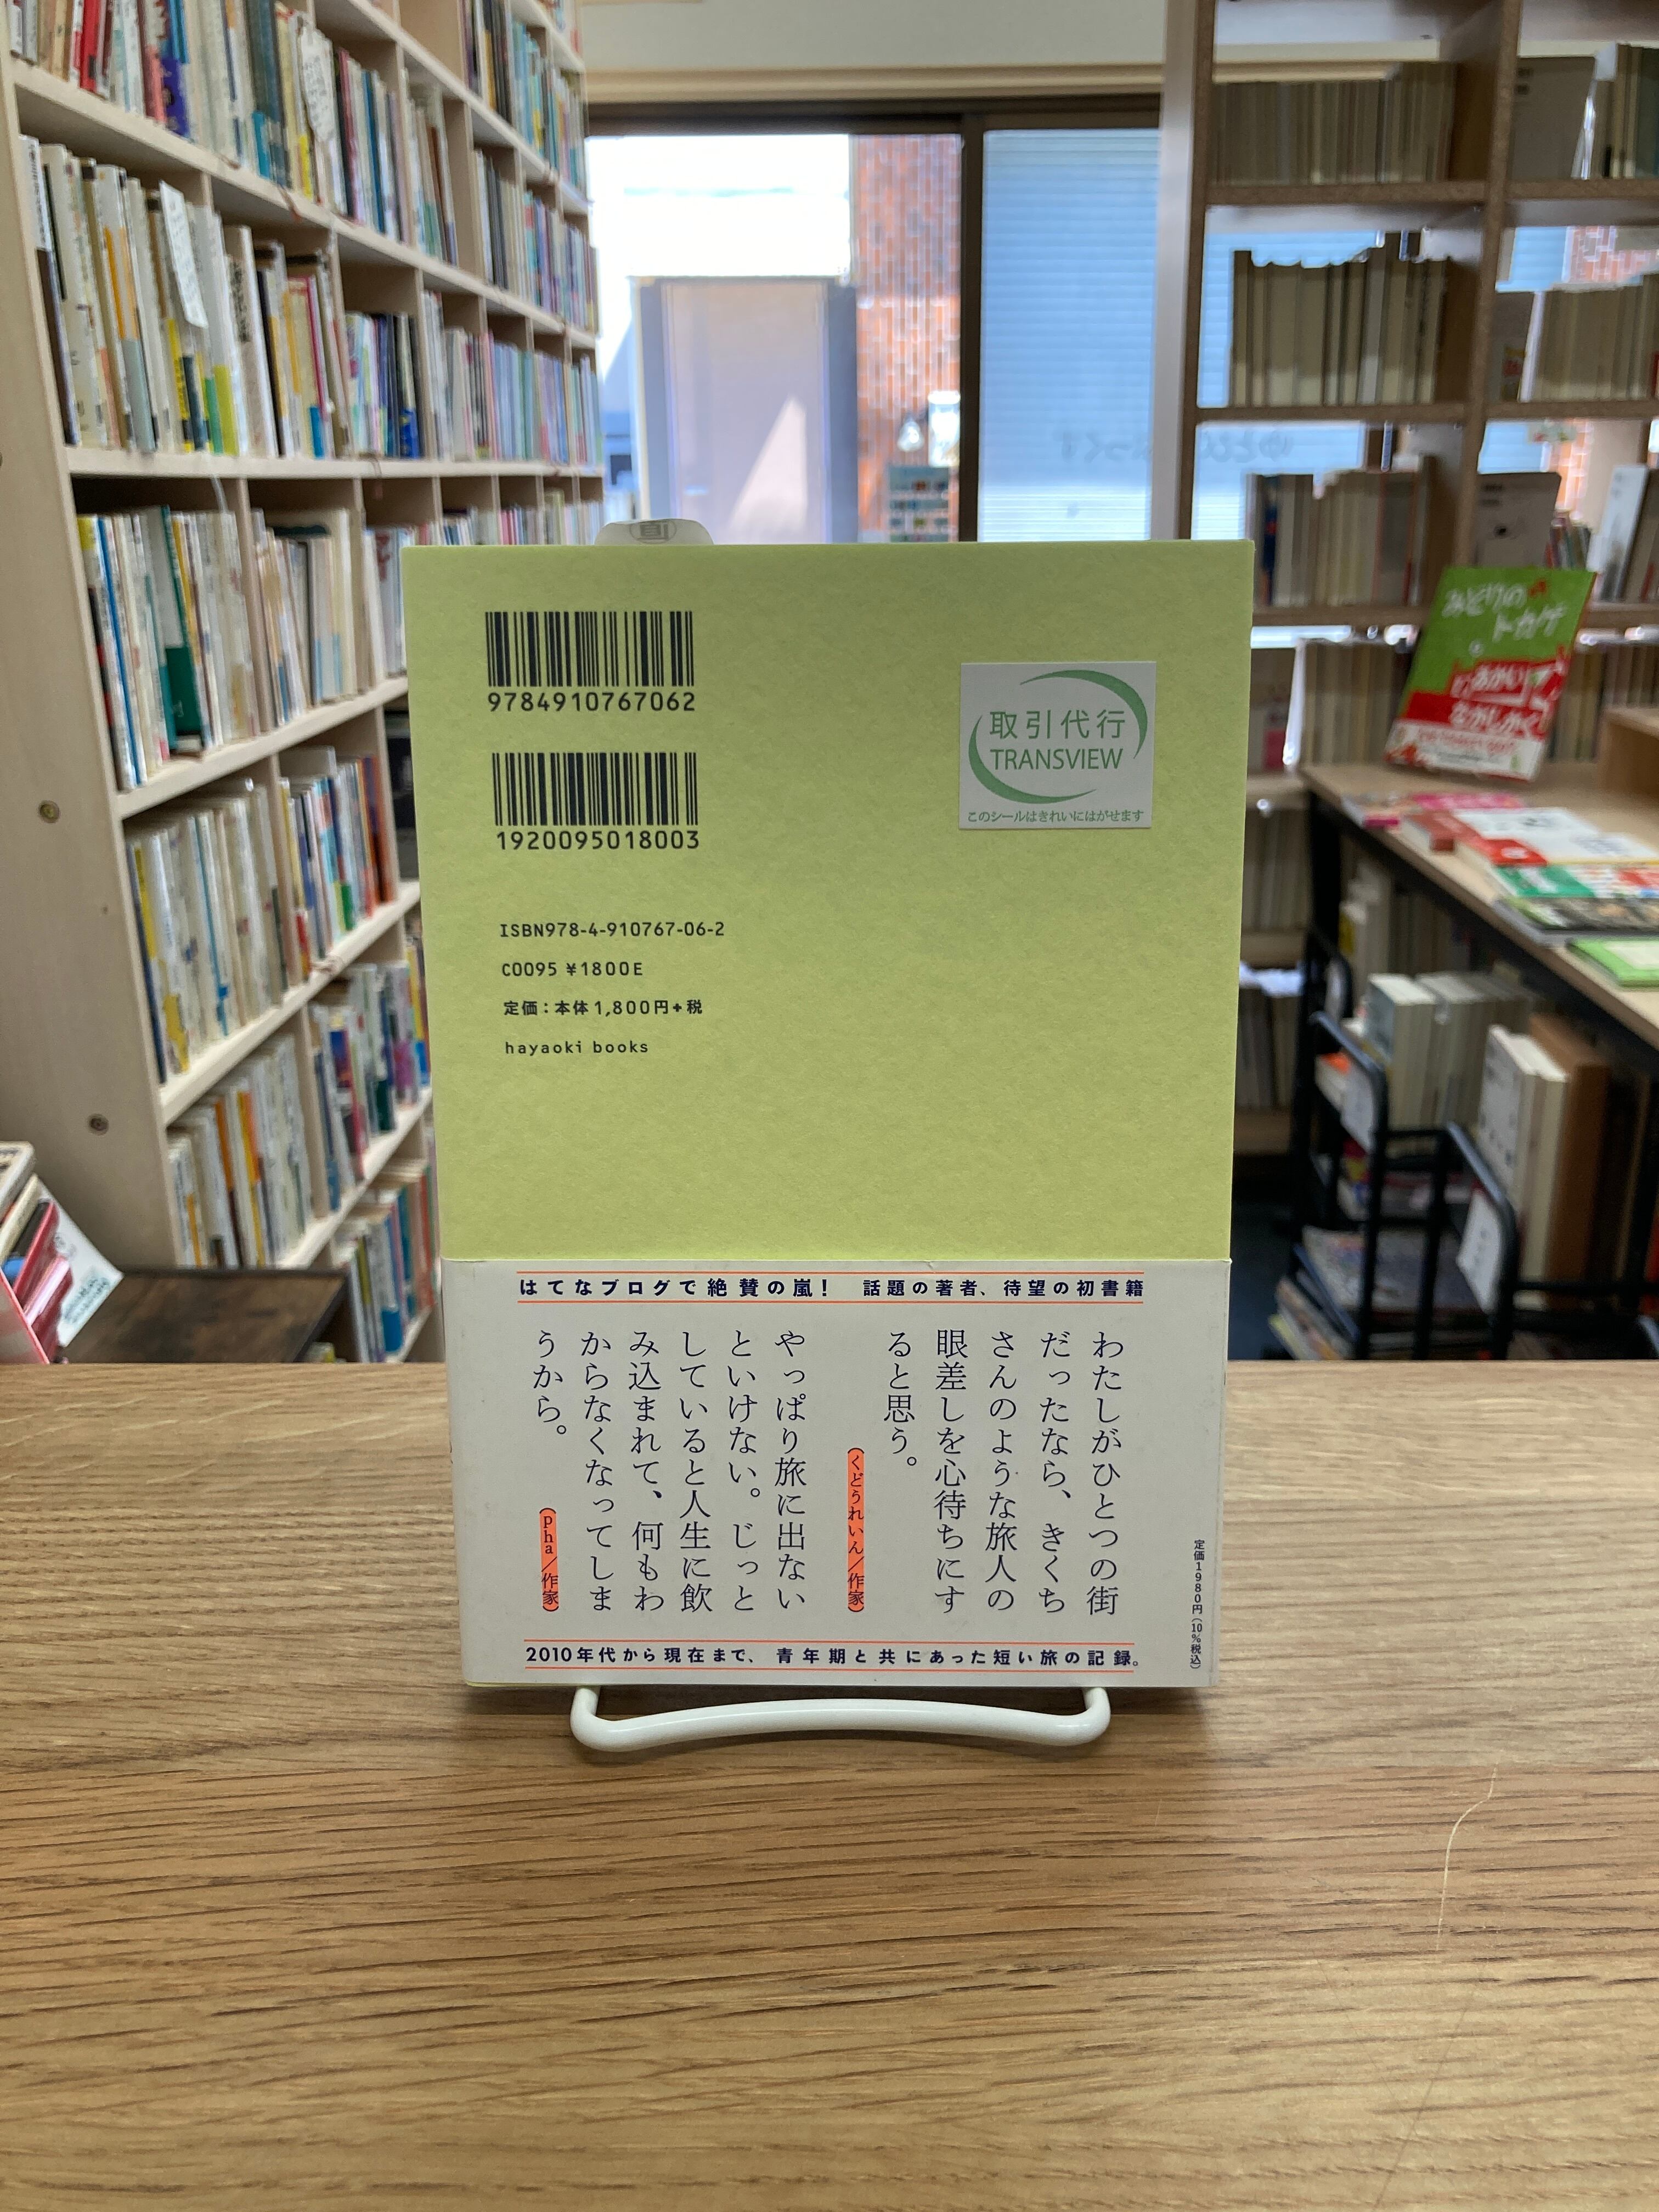 9784910767062
1920095018003
ISBN978-4-910767-06-2
C0095 ¥1800E
定価：本体1,800円+税
hayaoki books
取引代行
TRANSVIEW
このシールはきれいにはがせます
はてなブログで絶賛の嵐！　話題の著者、待望の初書籍
わたしがひとつの街
だったなら、きくち
さんのような旅人の
眼差しを心待ちにす
ると思う。
（くどうれいん／作家）
やっぱり旅に出ない
といけない。じっと
していると人生に飲
み込まれて、何もわ
からなくなってしま
うから。
（pha／作家）
2010年代から現在まで、青年期と共にあった短い旅の記録。
定価1980円（10%税込）
みどりの
トカゲ